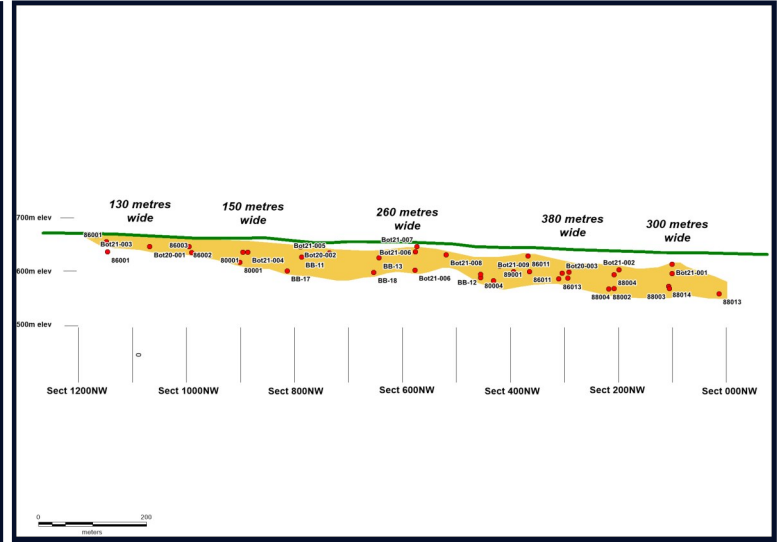 130 metres
wide
150 metres
wide
260 metres
wide
380 metres
wide
300 metres
wide
700m elev
600m elev
500m elev
86001
Bot21-003
86001
86003
Bot20-001
86002
80001
80001
Bot21-004
Bot21-005
Bot20-002
BB-11
BB-17
Bot21-007
Bot21-006
BB-13
BB-18
Bot21-006
Bot21-008
BB-12
80004
Bot21-009
89001
86011
86011
86013
Bot20-003
Bot21-002
88004
88004
88002
Bot21-001
88003
88014
88013
0
Sect 1200NW
Sect 1000NW
Sect 800NW
Sect 600NW
Sect 400NW
Sect 200NW
Sect 000NW
0
200
meters